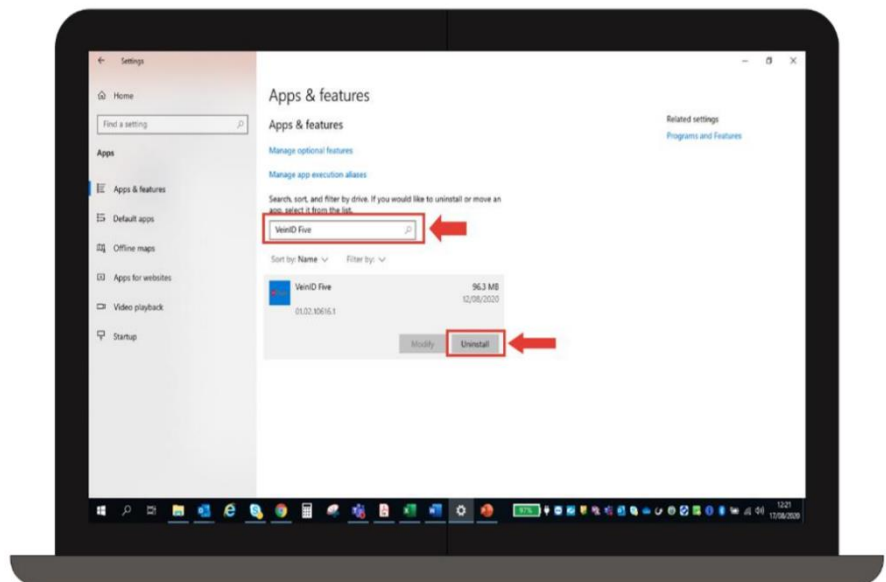 Settings
Home
Find a setting
Apps
Apps & features
Default apps
Offline maps
Apps for websites
Video playback
Startup
Apps & features
Apps & features
Manage optional features
Manage app execution aliases
Search, sort, and filter by drive. If you would like to uninstall or move an
app, select it from the list.
VeinID Five
Sort by: Name
Filter by:
VeinID Five
96.3 MB
12/08/2020
01.02.10616.1
Modify
Uninstall
Related settings
Programs and Features
97%
12:21
17/08/2020